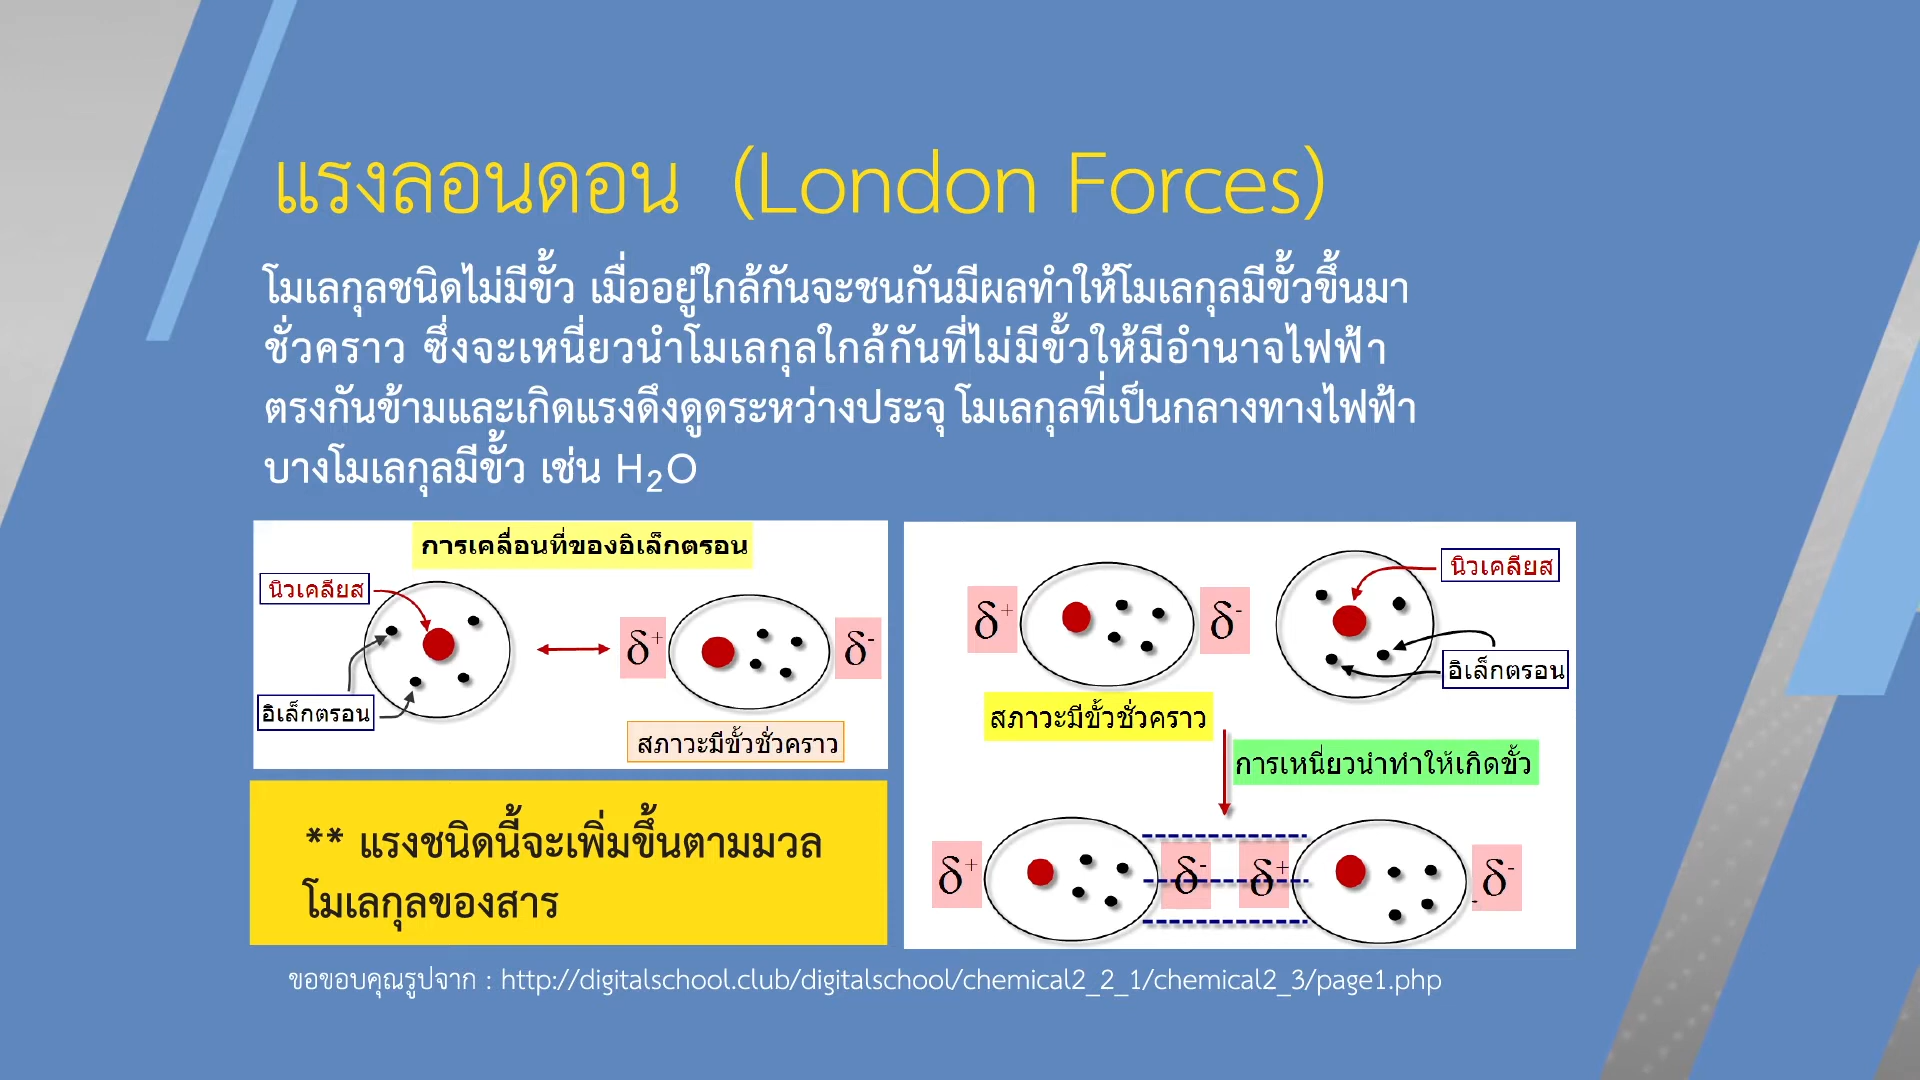 แรงลอนดอน (London Forces)
โมเลกุลชนิดไม่มีขั้ว เมื่ออยู่ใกล้กันจะชนกันมีผลทำให้โมเลกุลมีขั้วขึ้นมา
ชั่วคราว ซึ่งจะเหนี่ยวนำโมเลกุลใกล้กันที่ไม่มีขั้วให้มีอำนาจไฟฟ้า
ตรงกันข้ามและเกิดแรงดึงดูดระหว่างประจุ โมเลกุลที่เป็นกลางทางไฟฟ้า
บางโมเลกุลมีขั้ว เช่น H₂O
การเคลื่อนที่ของอิเล็กตรอน
นิวเคลียส
δ⁺ δ⁻
อิเล็กตรอน
สภาวะมีขั้วชั่วคราว
** แรงชนิดนี้จะเพิ่มขึ้นตามมวล
โมเลกุลของสาร
นิวเคลียส
δ⁺ δ⁻
อิเล็กตรอน
สภาวะมีขั้วชั่วคราว
การเหนี่ยวนำทำให้เกิดขั้ว
δ⁺ δ⁻ δ⁺ δ⁻
ขอขอบคุณรูปจาก : http://digitalschool.club/digitalschool/chemical2_2_1/chemical2_3/page1.php